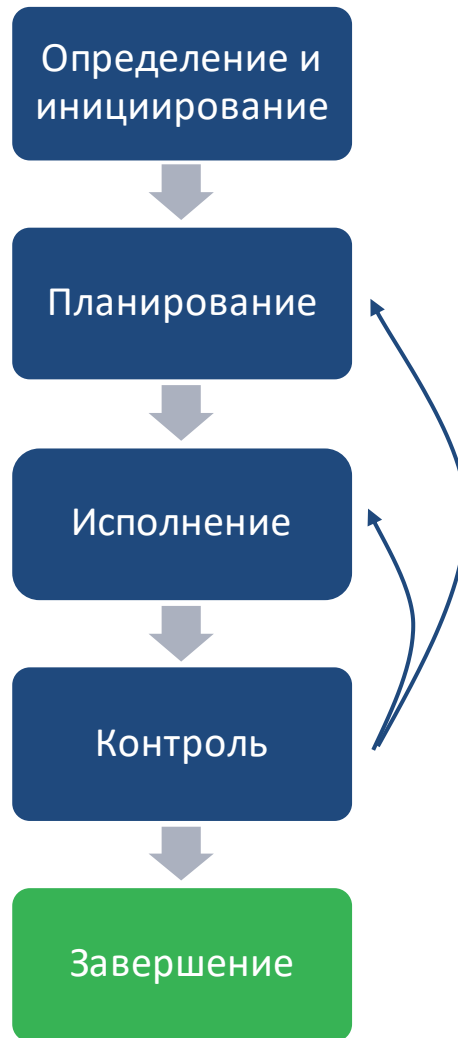 Определение и
инициирование
Планирование
Исполнение
Контроль
Завершение